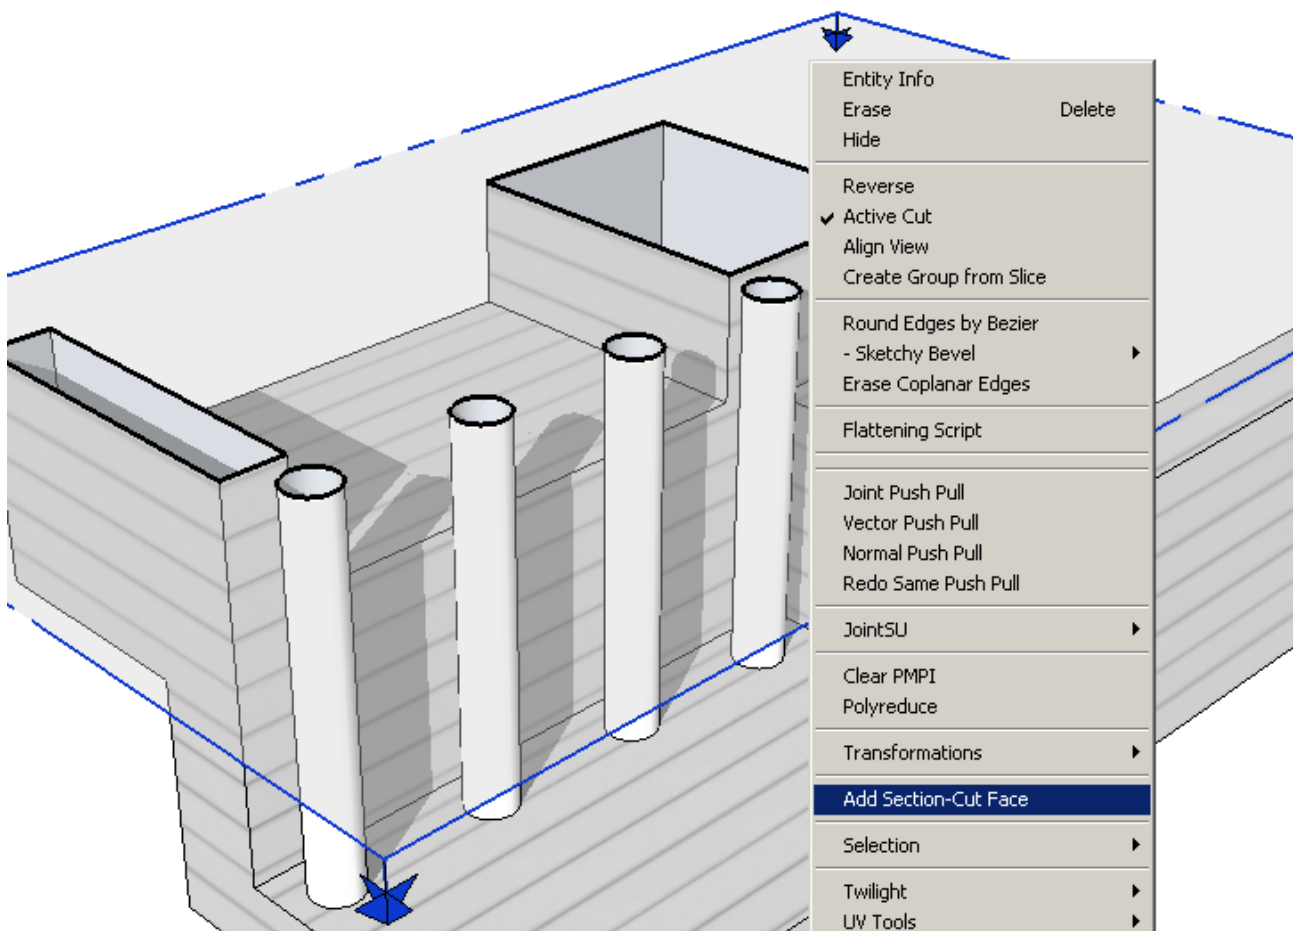 Entity Info
Erase Delete
Hide
Reverse
Active Cut
Align View
Create Group from Slice
Round Edges by Bezier
- Sketchy Bevel
Erase Coplanar Edges
Flattening Script
Joint Push Pull
Vector Push Pull
Normal Push Pull
Redo Same Push Pull
JointSU
Clear PMPI
Polyreduce
Transformations
Add Section-Cut Face
Selection
Twilight
UV Tools